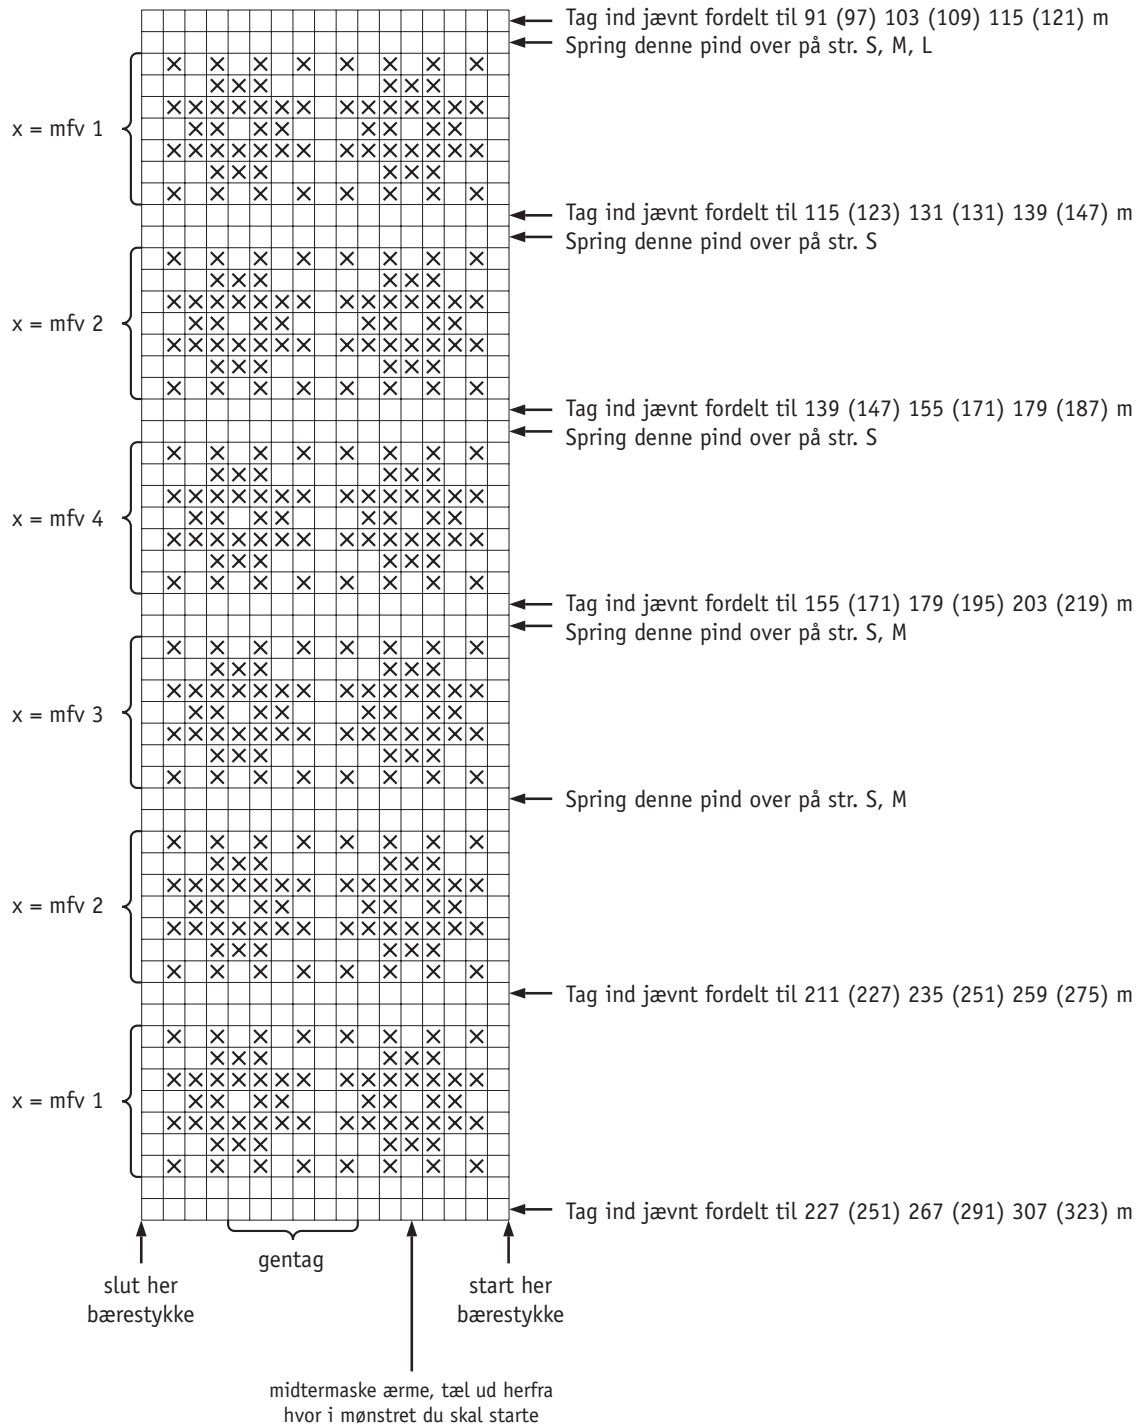 Tag ind jævnt fordelt til 91 (97) 103 (109) 115 (121) m
Spring denne pind over på str. S, M, L
x = mfv 1
Tag ind jævnt fordelt til 115 (123) 131 (131) 139 (147) m
Spring denne pind over på str. S
x = mfv 2
Tag ind jævnt fordelt til 139 (147) 155 (171) 179 (187) m
Spring denne pind over på str. S
x = mfv 4
Tag ind jævnt fordelt til 155 (171) 179 (195) 203 (219) m
Spring denne pind over på str. S, M
x = mfv 3
Spring denne pind over på str. S, M
x = mfv 2
Tag ind jævnt fordelt til 211 (227) 235 (251) 259 (275) m
x = mfv 1
Tag ind jævnt fordelt til 227 (251) 267 (291) 307 (323) m
gentag
slut her
bærestykke
start her
bærestykke
midtermaske ærme, tæl ud herfra
hvor i mønstret du skal starte